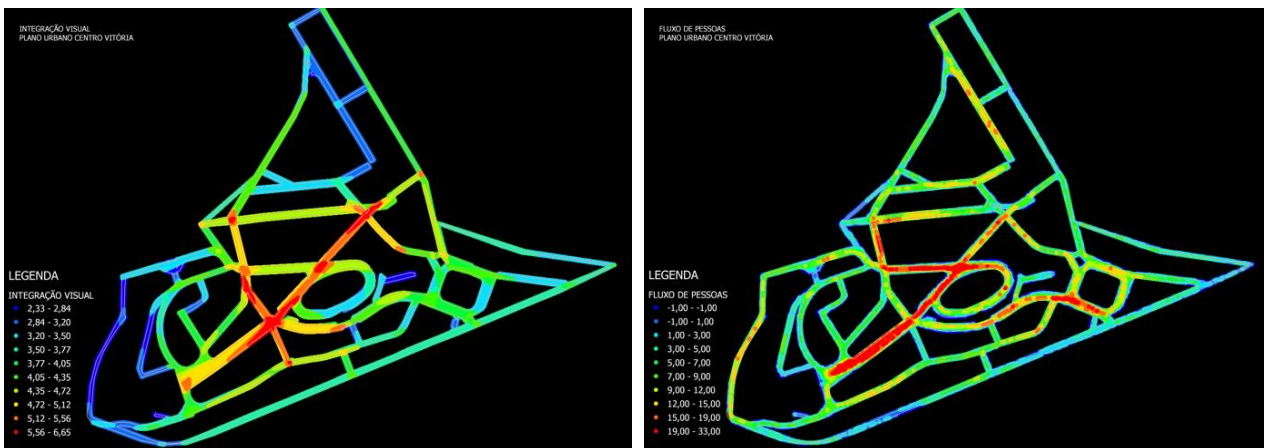 INTEGRAÇÃO VISUAL
PLANO URBANO CENTRO VITÓRIA
LEGENDA
INTEGRAÇÃO VISUAL
2,33 - 2,84
2,84 - 3,20
3,20 - 3,50
3,50 - 3,77
3,77 - 4,05
4,05 - 4,35
4,35 - 4,72
4,72 - 5,12
5,12 - 5,56
5,56 - 6,65
FLUXO DE PESSOAS
PLANO URBANO CENTRO VITÓRIA
LEGENDA
FLUXO DE PESSOAS
-1,00 - -1,00
-1,00 - 1,00
1,00 - 3,00
3,00 - 5,00
5,00 - 7,00
7,00 - 9,00
9,00 - 12,00
12,00 - 15,00
15,00 - 19,00
19,00 - 33,00